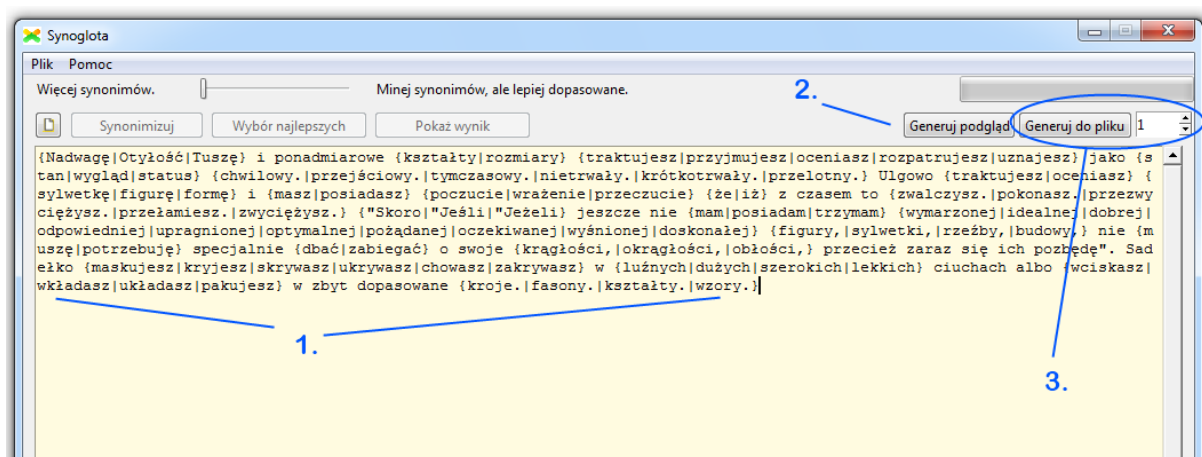 Synoglota
Plik Pomoc
Więcej synonimów. Minej synonimów, ale lepiej dopasowane. 2.
Synonimizuj Wybór najlepszych Pokaż wynik Generuj podgląd Generuj do pliku 1
{Nadwagę|Otyłość|Tuszę} i ponadmiarowe {kształty|rozmiary} {traktujesz|przyjmujesz|oceniasz|rozpatrujesz|uznajesz} jako {s
tan|wygląd|status} {chwilowy.|przejściowy.|tymczasowy.|nietrwały.|krótkotrwały.|przelotny.} Ulgowo {traktujesz|oceniasz} {
sylwetkę|figurę|formę} i {masz|posiadasz} {poczucie|wrażenie|przeczucie} {że|iż} z czasem to {zwalczysz.|pokonasz.|przezwy
ciężysz.|przełamiesz.|zwyciężysz.} {"Skoro|"Jeśli|"Jeżeli} jeszcze nie {mam|posiadam|trzymam} {wymarzonej|idealnej|dobrej|
odpowiedniej|upragnionej|optymalnej|pożądanej|oczekiwanej|wyśnionej|doskonałej} {figury,|sylwetki,|rzeźby,|budowy,} nie {m
uszę|potrzebuję} specjalnie {dbać|zabiegać} o swoje {krągłości,|okrągłości,|obłości,} przecież zaraz się ich pozbędę". Sad
ełko {maskujesz|kryjesz|skrywasz|ukrywasz|chowasz|zakrywasz} w {luźnych|dużych|szerokich|lekkich} ciuchach albo {wciskasz|
wkładasz|układasz|pakujesz} w zbyt dopasowane {kroje.|fasony.|kształty.|wzory.}
1.
3.